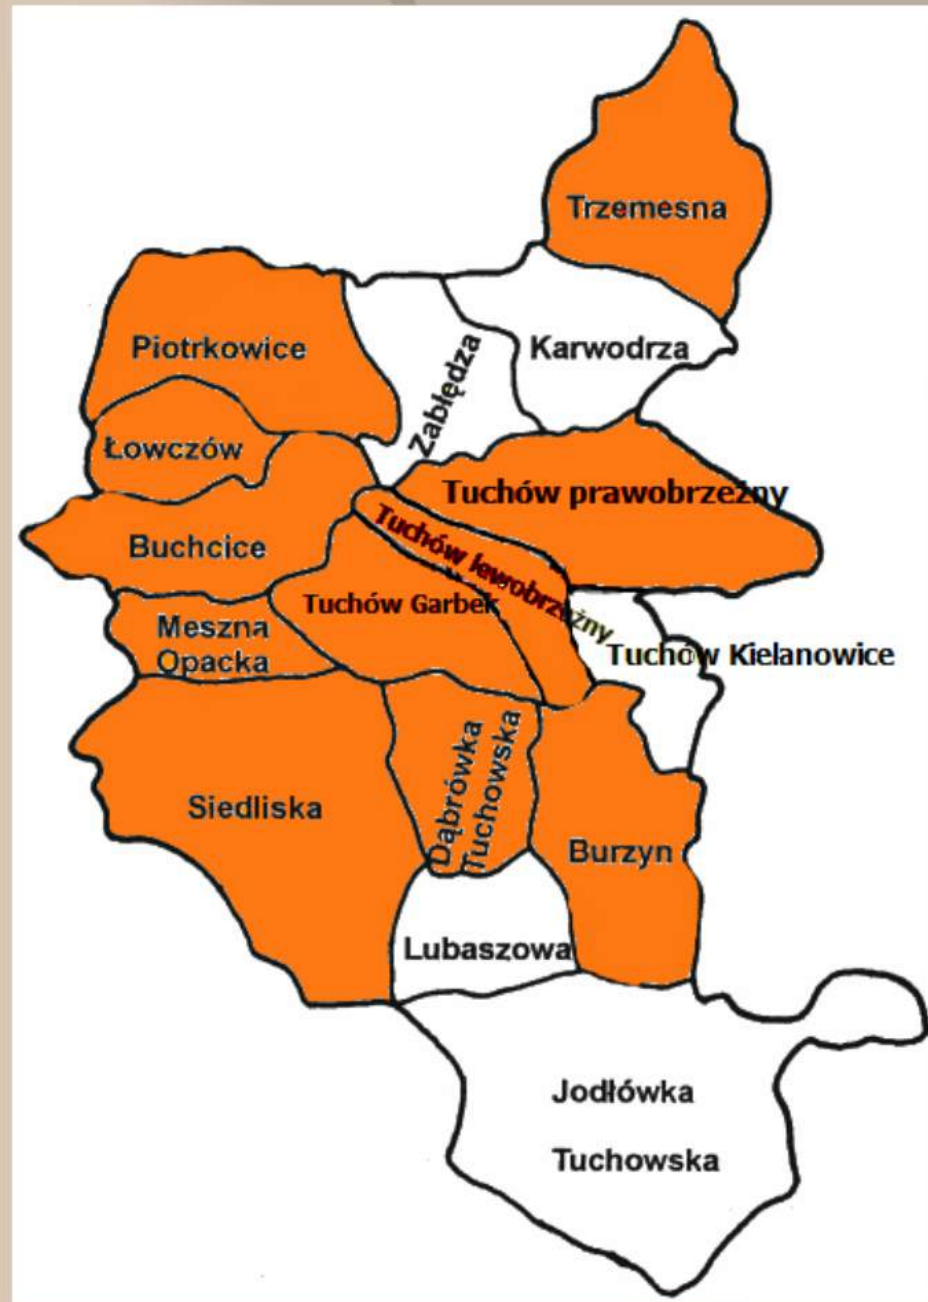 Trzemesna
Piotrkowice
Karwodrza
Zabłędza
Łowczów
Tuchów prawobrzeżny
Buchcice
Tuchów lewobrzeżny
Tuchów Garbek
Meszna
Opacka
Tuchów Kielanowice
Siedliska
Dąbrówka
Tuchowska
Burzyn
Lubaszowa
Jodłówka
Tuchowska